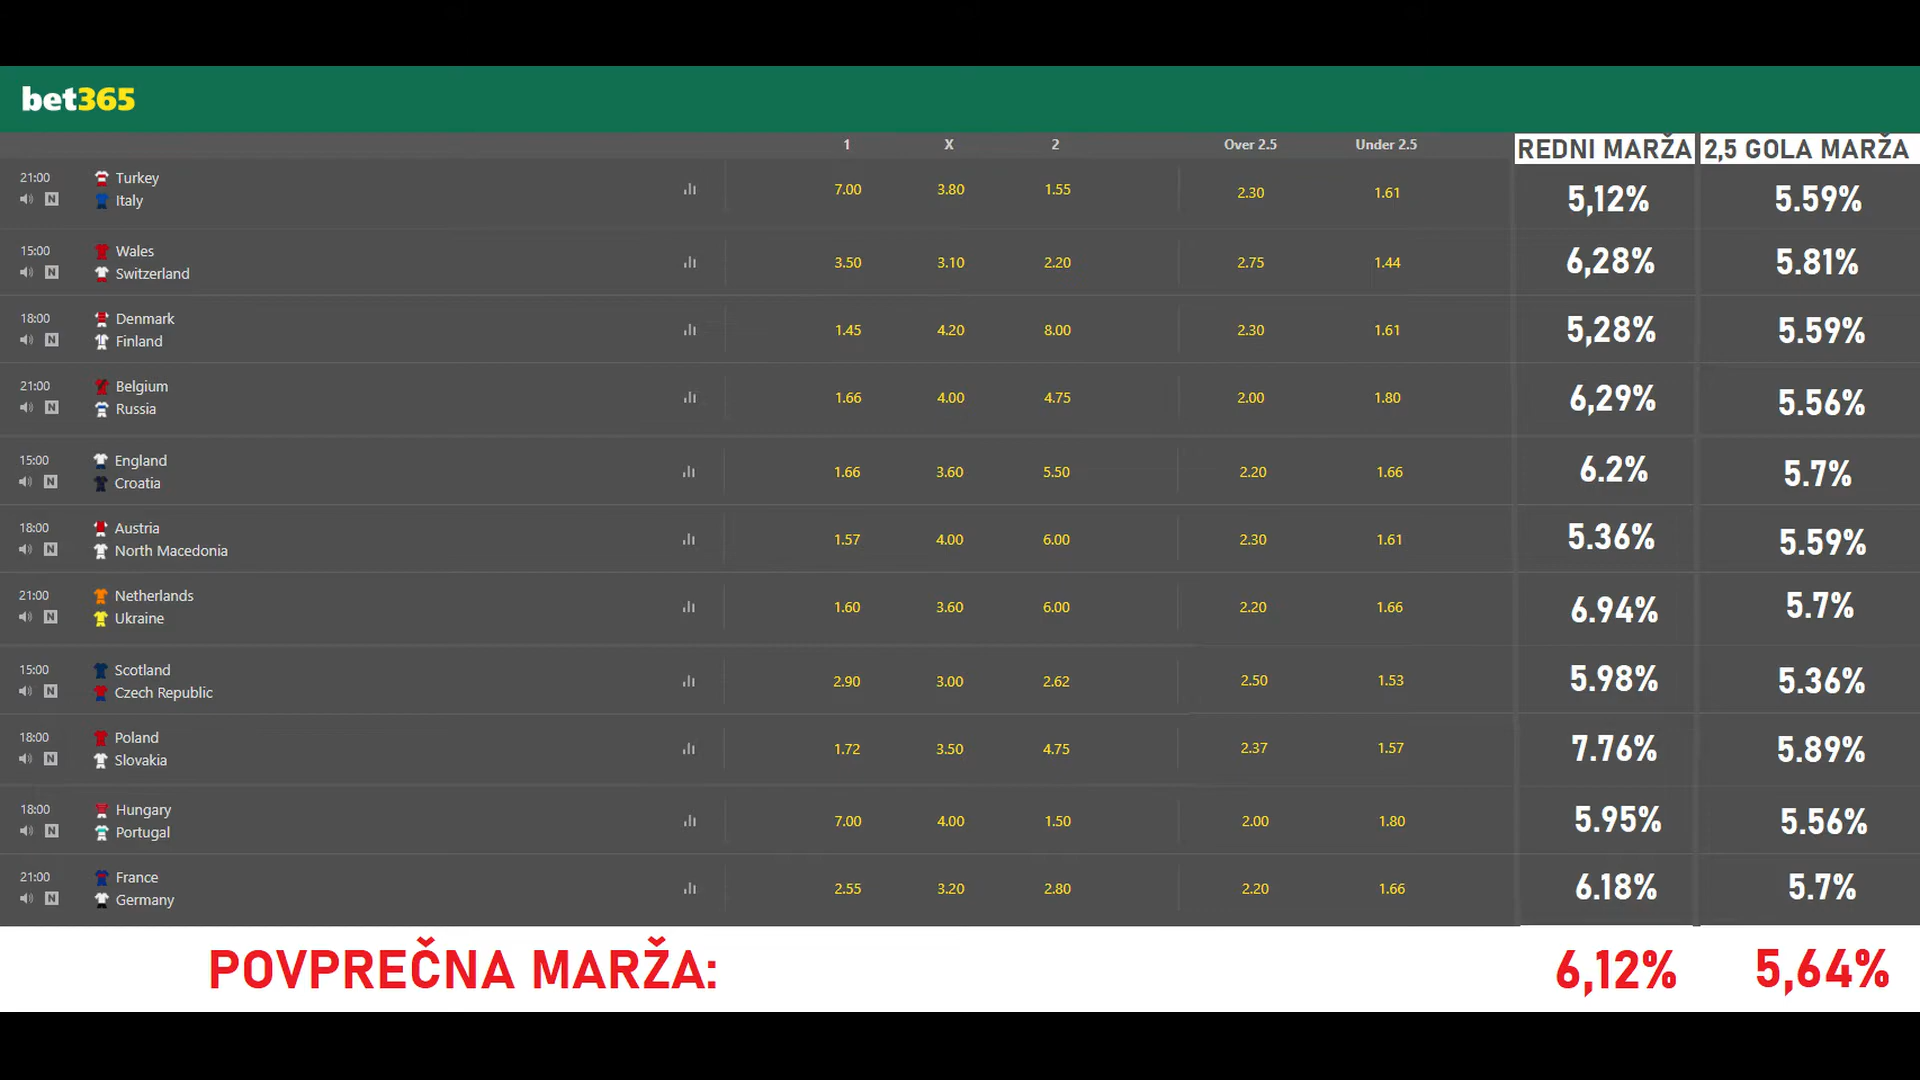 bet365
1 X 2 Over 2.5 Under 2.5 REDNI MARŽA 2,5 GOLA MARŽA
21:00 Turkey
N Italy
7.00 3.80 1.55 2.30 1.61 5,12% 5.59%
15:00 Wales
N Switzerland
3.50 3.10 2.20 2.75 1.44 6,28% 5.81%
18:00 Denmark
N Finland
1.45 4.20 8.00 2.30 1.61 5,28% 5.59%
21:00 Belgium
N Russia
1.66 4.00 4.75 2.00 1.80 6,29% 5.56%
15:00 England
N Croatia
1.66 3.60 5.50 2.20 1.66 6.2% 5.7%
18:00 Austria
N North Macedonia
1.57 4.00 6.00 2.30 1.61 5.36% 5.59%
21:00 Netherlands
N Ukraine
1.60 3.60 6.00 2.20 1.66 6.94% 5.7%
15:00 Scotland
N Czech Republic
2.90 3.00 2.62 2.50 1.53 5.98% 5.36%
18:00 Poland
N Slovakia
1.72 3.50 4.75 2.37 1.57 7.76% 5.89%
18:00 Hungary
N Portugal
7.00 4.00 1.50 2.00 1.80 5.95% 5.56%
21:00 France
N Germany
2.55 3.20 2.80 2.20 1.66 6.18% 5.7%
POVPREČNA MARŽA: 6,12% 5,64%